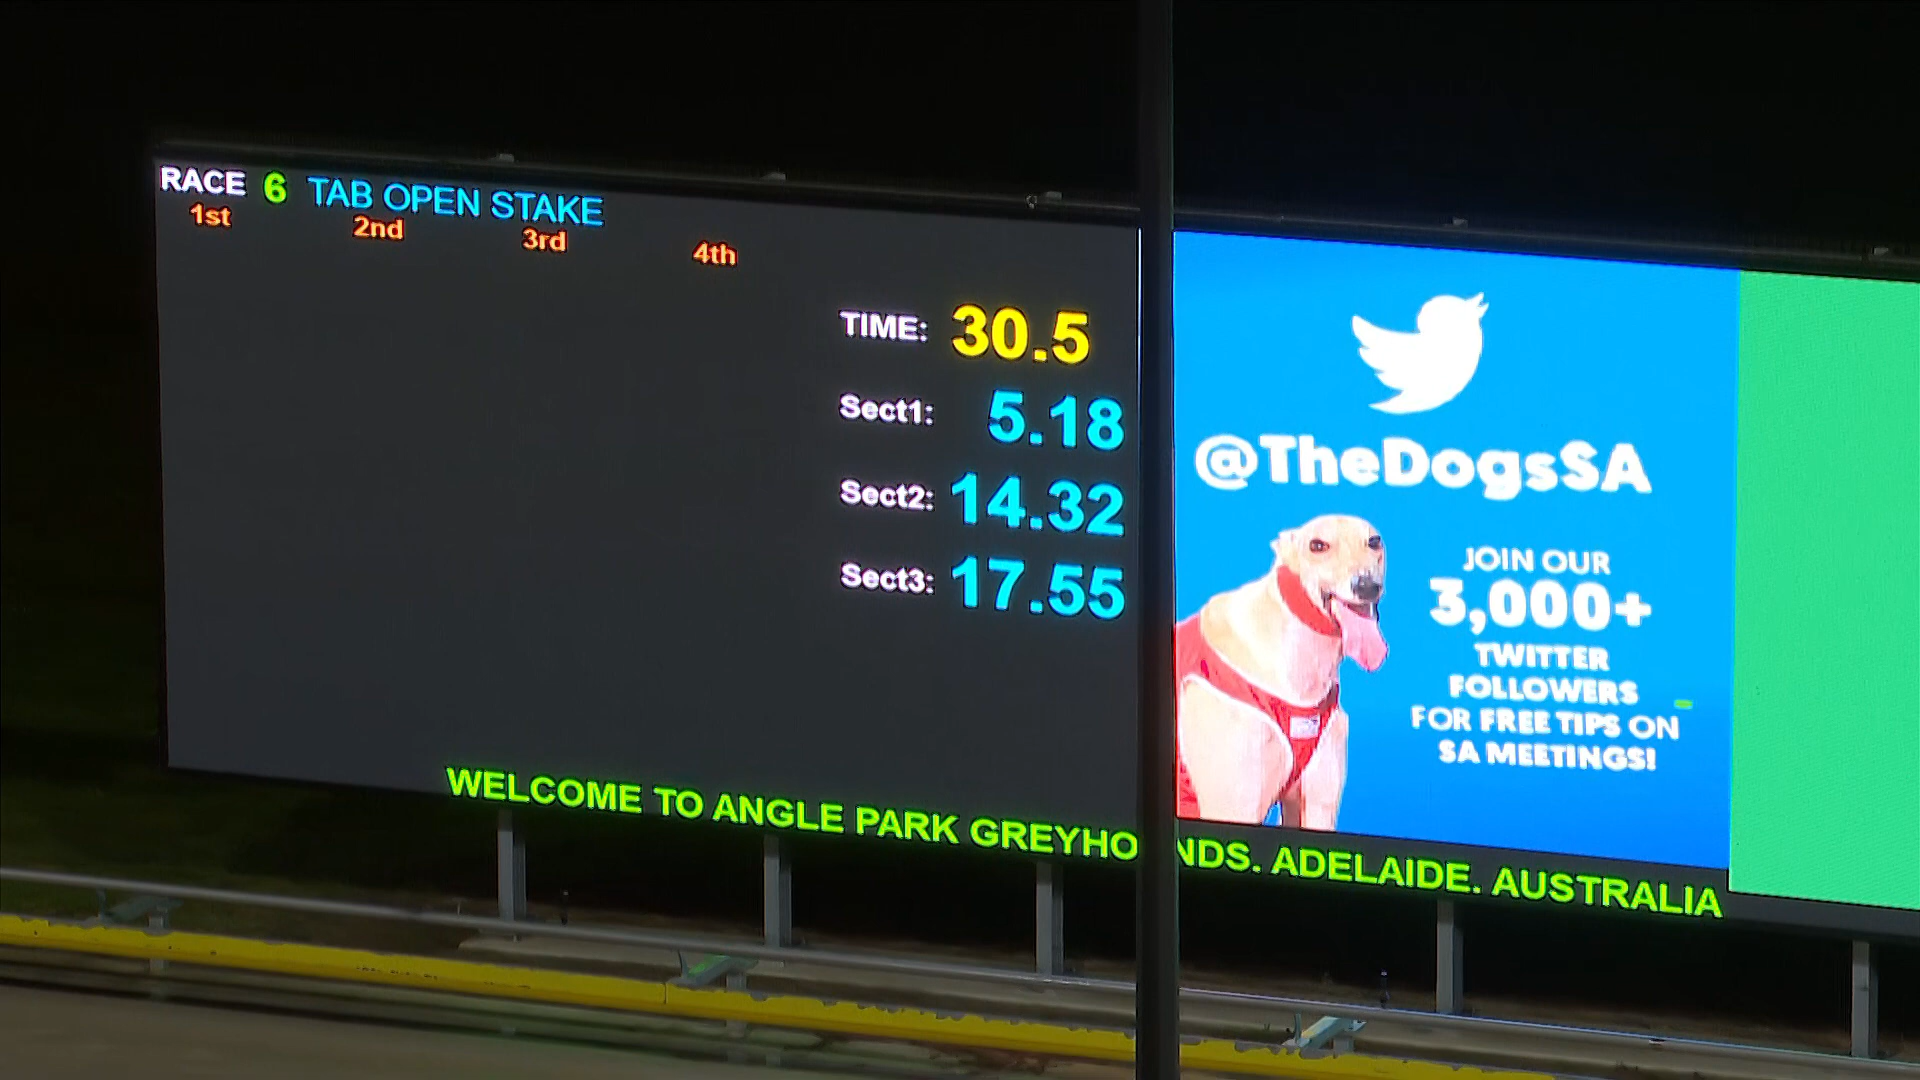 RACE 6 TAB OPEN STAKE
1st 2nd 3rd 4th
TIME: 30.5
Sect1: 5.18
Sect2: 14.32
Sect3: 17.55
@TheDogsSA
JOIN OUR
3,000+
TWITTER
FOLLOWERS
FOR FREE TIPS ON
SA MEETINGS!
WELCOME TO ANGLE PARK GREYHOUNDS. ADELAIDE. AUSTRALIA